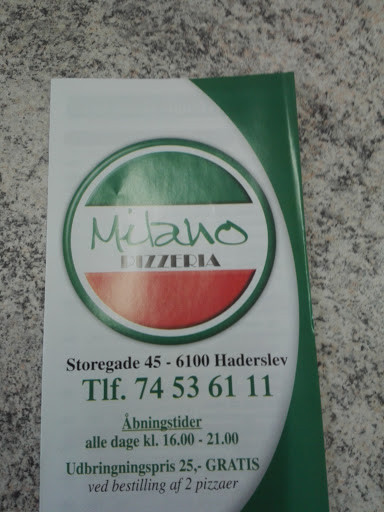 Milano
PIZZERIA
Storegade 45 - 6100 Haderslev
Tlf. 74 53 61 11
Åbningstider
alle dage kl. 16.00 - 21.00
Udbringningspris 25,- GRATIS
ved bestilling af 2 pizzaer